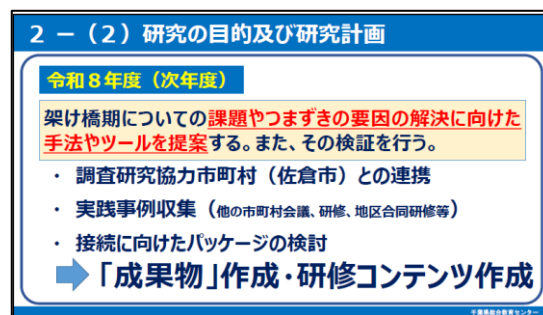 ２－（２）研究の目的及び研究計画
令和８年度（次年度）
架け橋期についての課題やつまずきの要因の解決に向けた
手法やツールを提案する。また、その検証を行う。
・ 調査研究協力市町村（佐倉市）との連携
・ 実践事例収集（他の市町村会議、研修、地区合同研修等）
・ 接続に向けたパッケージの検討
「成果物」作成・研修コンテンツ作成
千葉県総合教育センター